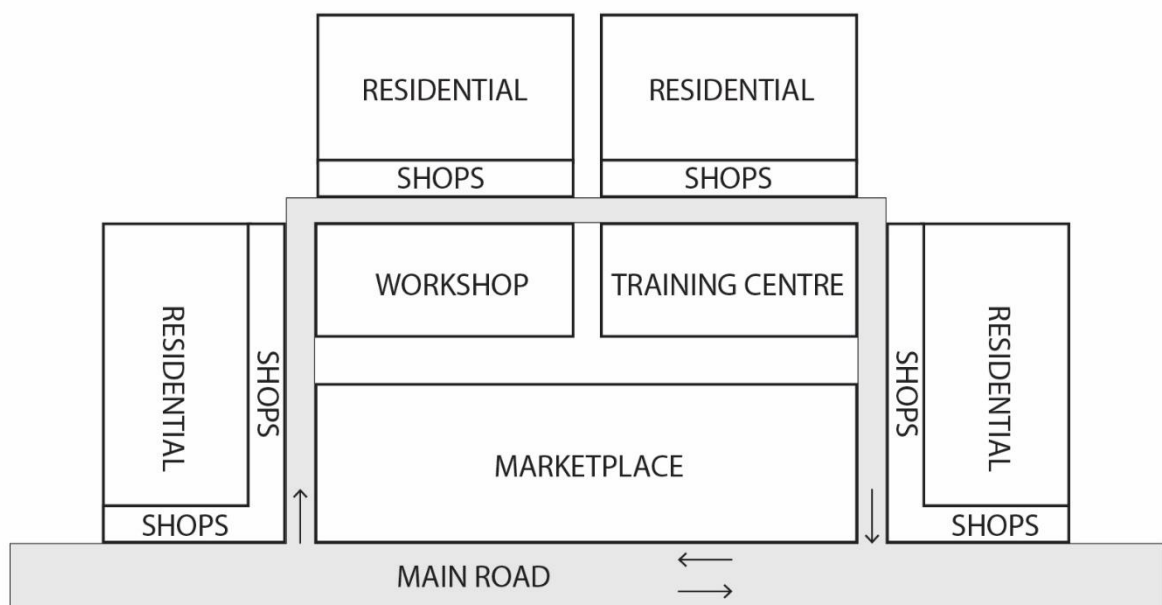 RESIDENTIAL
RESIDENTIAL
SHOPS
SHOPS
RESIDENTIAL
SHOPS
WORKSHOP
TRAINING CENTRE
SHOPS
RESIDENTIAL
MARKETPLACE
SHOPS
SHOPS
MAIN ROAD